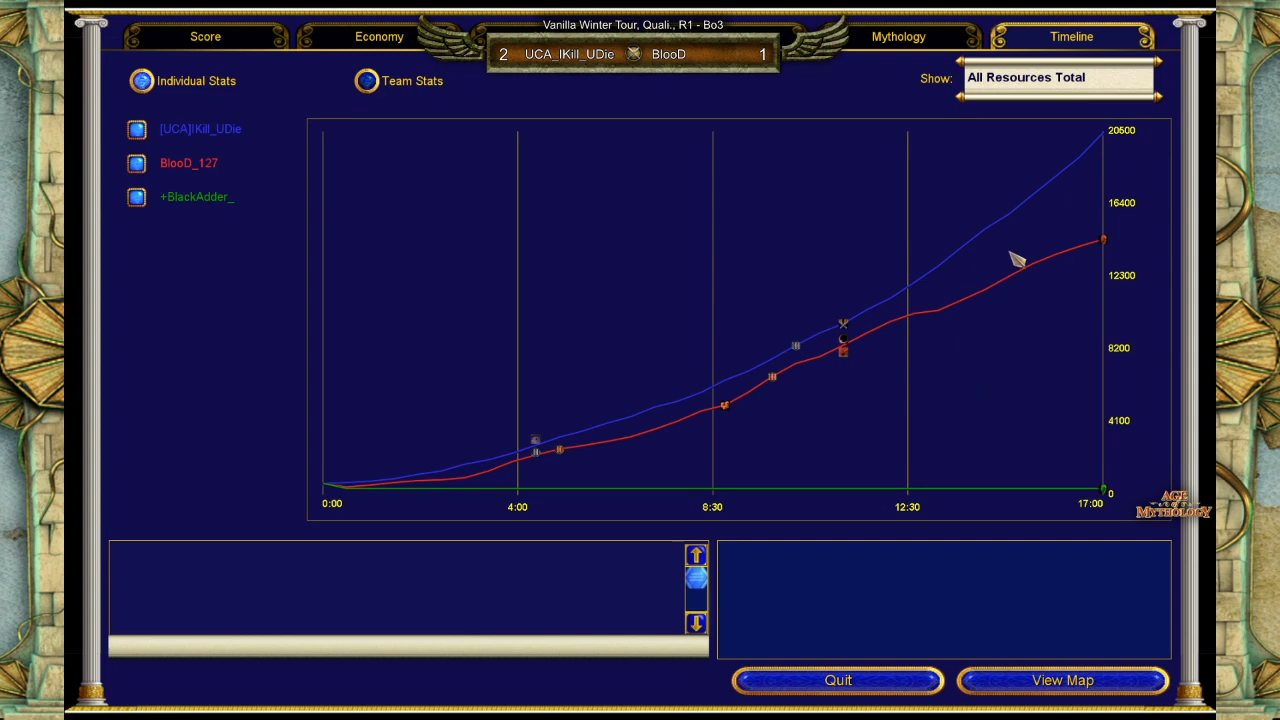 Vanilla Winter Tour, Quali., R1 - Bo3
Score
Economy
Mythology
Timeline
2 UCA_IKill_UDie BlooD 1
Individual Stats
Team Stats
Show:
All Resources Total
[UCA]IKill_UDie
BlooD_127
+BlackAdder_
20500
16400
12300
8200
4100
0
0:00
4:00
8:30
12:30
17:00
AGE
of
MYTHOLOGY
Quit
View Map